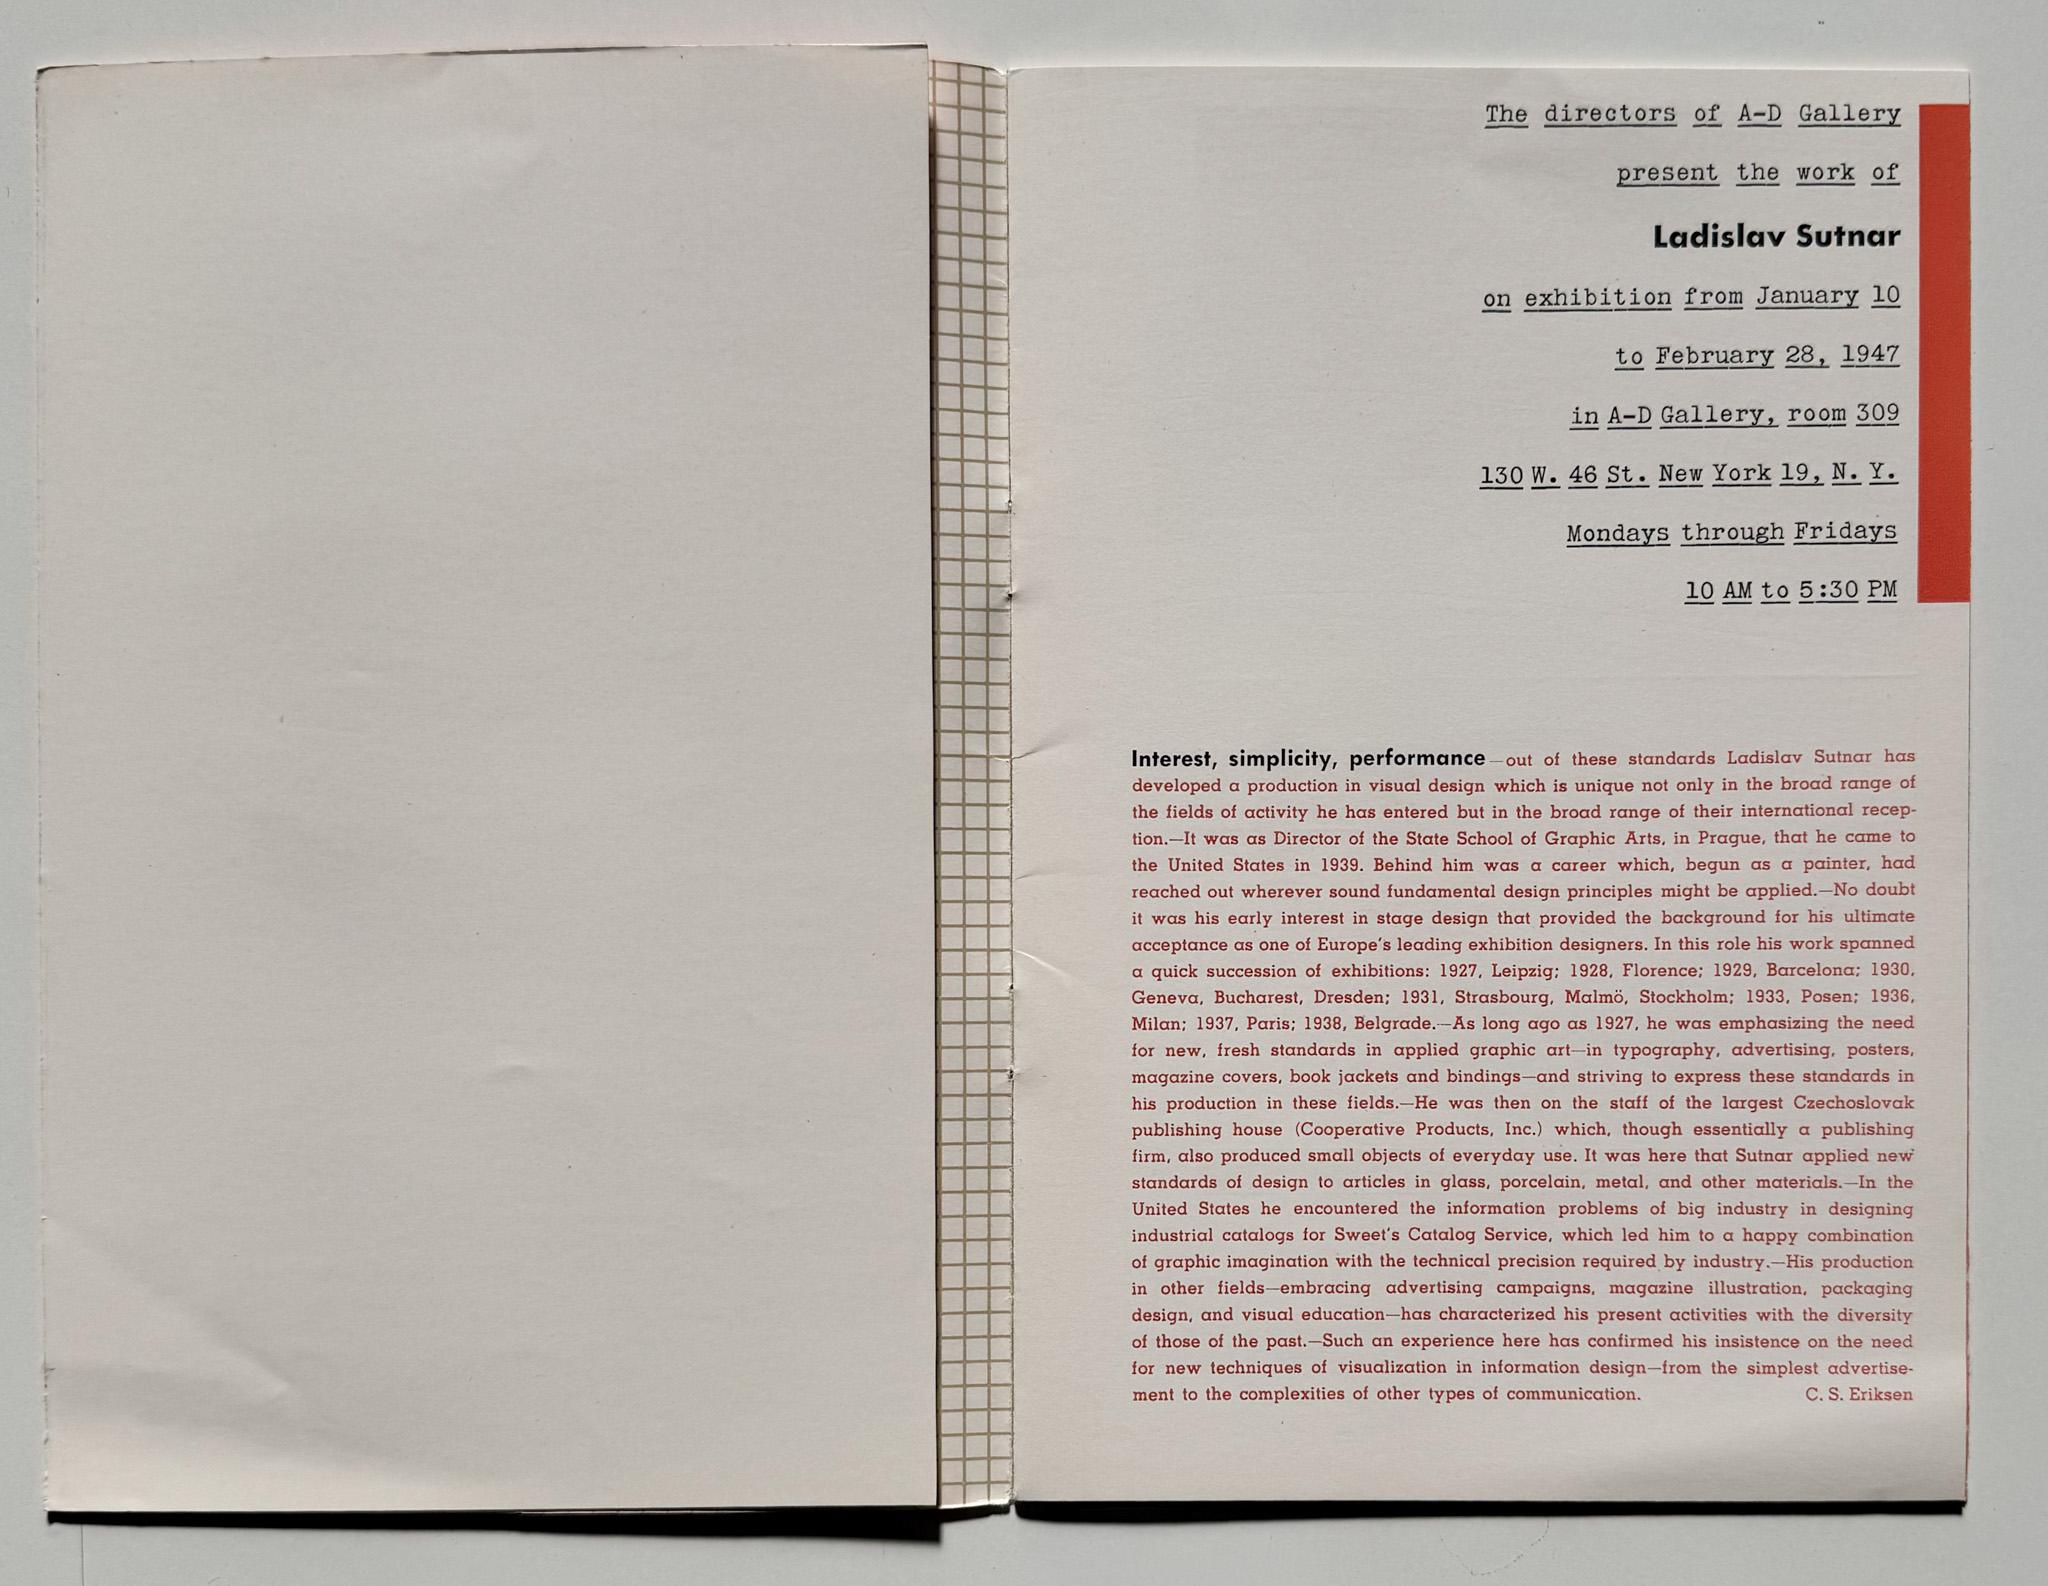 The directors of A-D Gallery
present the work of
Ladislav Sutnar
on exhibition from January 10
to February 28, 1947
in A-D Gallery, room 309
130 W. 46 St. New York 19, N. Y.
Mondays through Fridays
10 AM to 5:30 PM
Interest, simplicity, performance—out of these standards Ladislav Sutnar has
developed a production in visual design which is unique not only in the broad range of
the fields of activity he has entered but in the broad range of their international recep-
tion.—It was as Director of the State School of Graphic Arts, in Prague, that he came to
the United States in 1939. Behind him was a career which, begun as a painter, had
reached out wherever sound fundamental design principles might be applied.—No doubt
it was his early interest in stage design that provided the background for his ultimate
acceptance as one of Europe's leading exhibition designers. In this role his work spanned
a quick succession of exhibitions: 1927, Leipzig; 1928, Florence; 1929, Barcelona; 1930,
Geneva, Bucharest, Dresden; 1931, Strasbourg, Malmö, Stockholm; 1933, Posen; 1936,
Milan; 1937, Paris; 1938, Belgrade.—As long ago as 1927, he was emphasizing the need
for new, fresh standards in applied graphic art—in typography, advertising, posters,
magazine covers, book jackets and bindings—and striving to express these standards in
his production in these fields.—He was then on the staff of the largest Czechoslovak
publishing house (Cooperative Products, Inc.) which, though essentially a publishing
firm, also produced small objects of everyday use. It was here that Sutnar applied new
standards of design to articles in glass, porcelain, metal, and other materials.—In the
United States he encountered the information problems of big industry in designing
industrial catalogs for Sweet's Catalog Service, which led him to a happy combination
of graphic imagination with the technical precision required by industry.—His production
in other fields—embracing advertising campaigns, magazine illustration, packaging
design, and visual education—has characterized his present activities with the diversity
of those of the past.—Such an experience here has confirmed his insistence on the need
for new techniques of visualization in information design—from the simplest advertise-
ment to the complexities of other types of communication. C. S. Eriksen